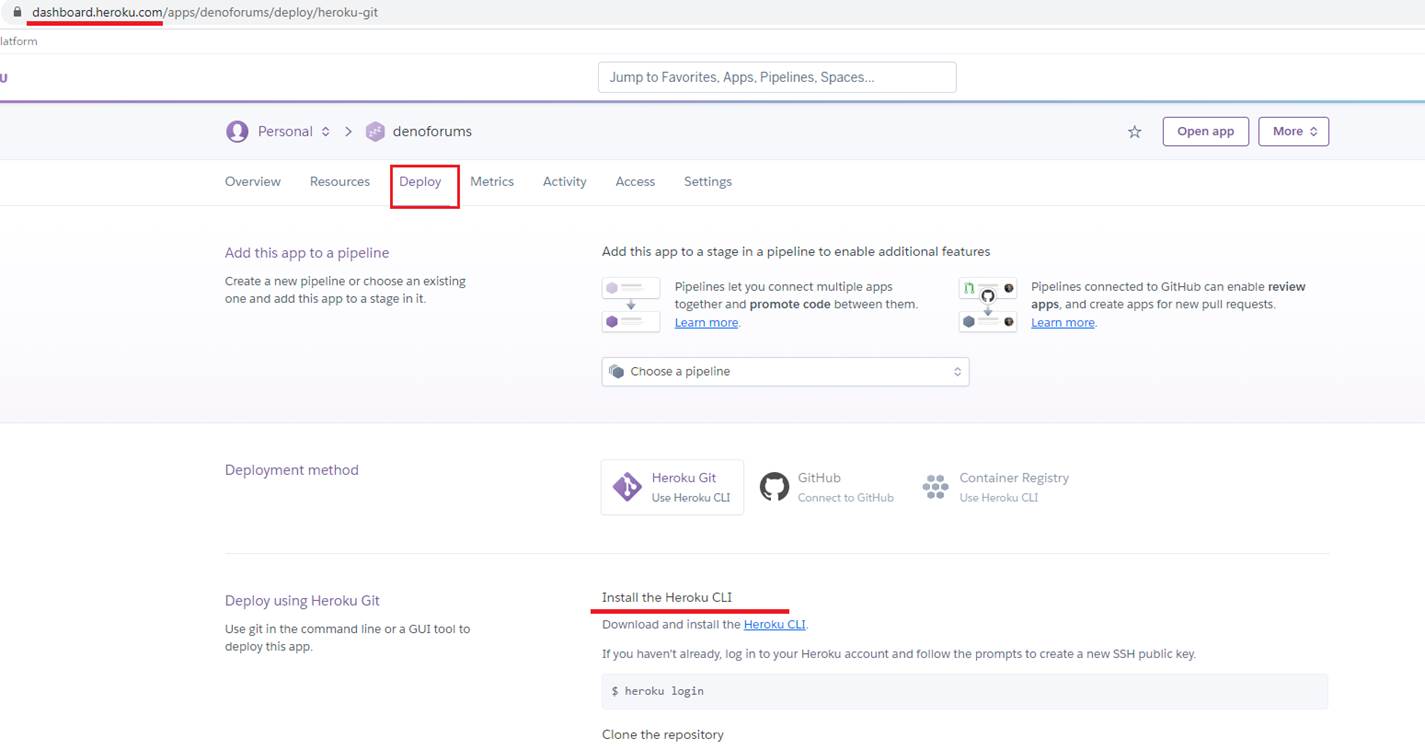 dashboard.heroku.com/apps/denoforums/deploy/heroku-git
latform
U
Jump to Favorites, Apps, Pipelines, Spaces...
Personal
denoforums
Open app
More
Overview Resources Deploy Metrics Activity Access Settings
Add this app to a pipeline
Create a new pipeline or choose an existing
one and add this app to a stage in it.
Add this app to a stage in a pipeline to enable additional features
Pipelines let you connect multiple apps
together and promote code between them.
Learn more.
Pipelines connected to GitHub can enable review
apps, and create apps for new pull requests.
Learn more.
Choose a pipeline
Deployment method
Heroku Git
Use Heroku CLI
GitHub
Connect to GitHub
Container Registry
Use Heroku CLI
Deploy using Heroku Git
Use git in the command line or a GUI tool to
deploy this app.
Install the Heroku CLI
Download and install the Heroku CLI.
If you haven't already, log in to your Heroku account and follow the prompts to create a new SSH public key.
$ heroku login
Clone the repository